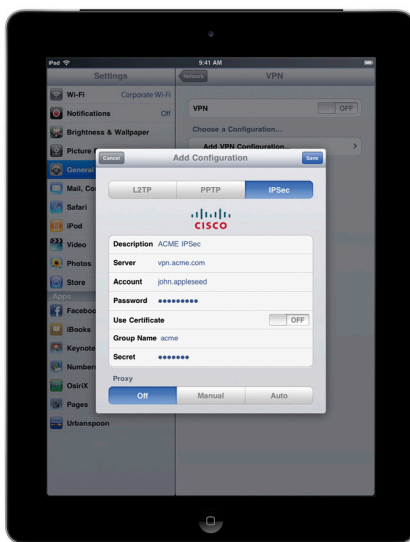 iPad 9:41 AM
Settings
Network VPN
Wi-Fi Corporate Wi-Fi
Notifications Off
Brightness & Wallpaper
Picture
General
Mail,
Safari
iPod
Video
Photos
Store
Apps
iBooks
Keynote
OsiriX
Pages
Urbanspoon
VPN OFF
Choose a Configuration...
Add VPN Configuration...
Cancel Add Configuration Save
L2TP PPTP IPSec
CISCO
Description ACME IPSec
Server vpn.acme.com
Account john.appleseed
Password •••••••••
Use Certificate OFF
Group Name acme
Secret •••••••
Proxy
Off Manual Auto